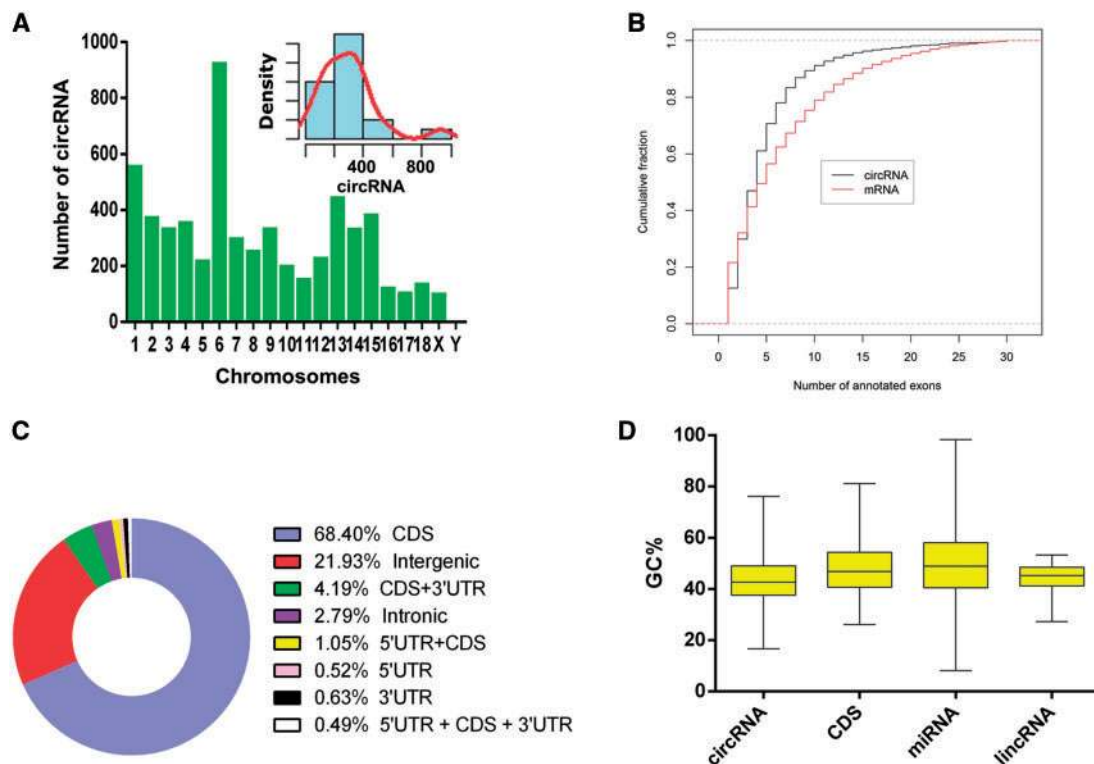 A
Number of circRNA
1000
800
600
400
200
0
1 2 3 4 5 6 7 8 9 10 11 12 13 14 15 16 17 18 X Y
Chromosomes
Density
400 800
circRNA
B
Cumulative fraction
1.0
0.8
0.6
0.4
0.2
0.0
circRNA
mRNA
0 5 10 15 20 25 30
Number of annotated exons
C
68.40% CDS
21.93% Intergenic
4.19% CDS+3'UTR
2.79% Intronic
1.05% 5'UTR+CDS
0.52% 5'UTR
0.63% 3'UTR
0.49% 5'UTR + CDS + 3'UTR
D
GC%
100
80
60
40
20
0
circRNA
CDS
miRNA
lincRNA